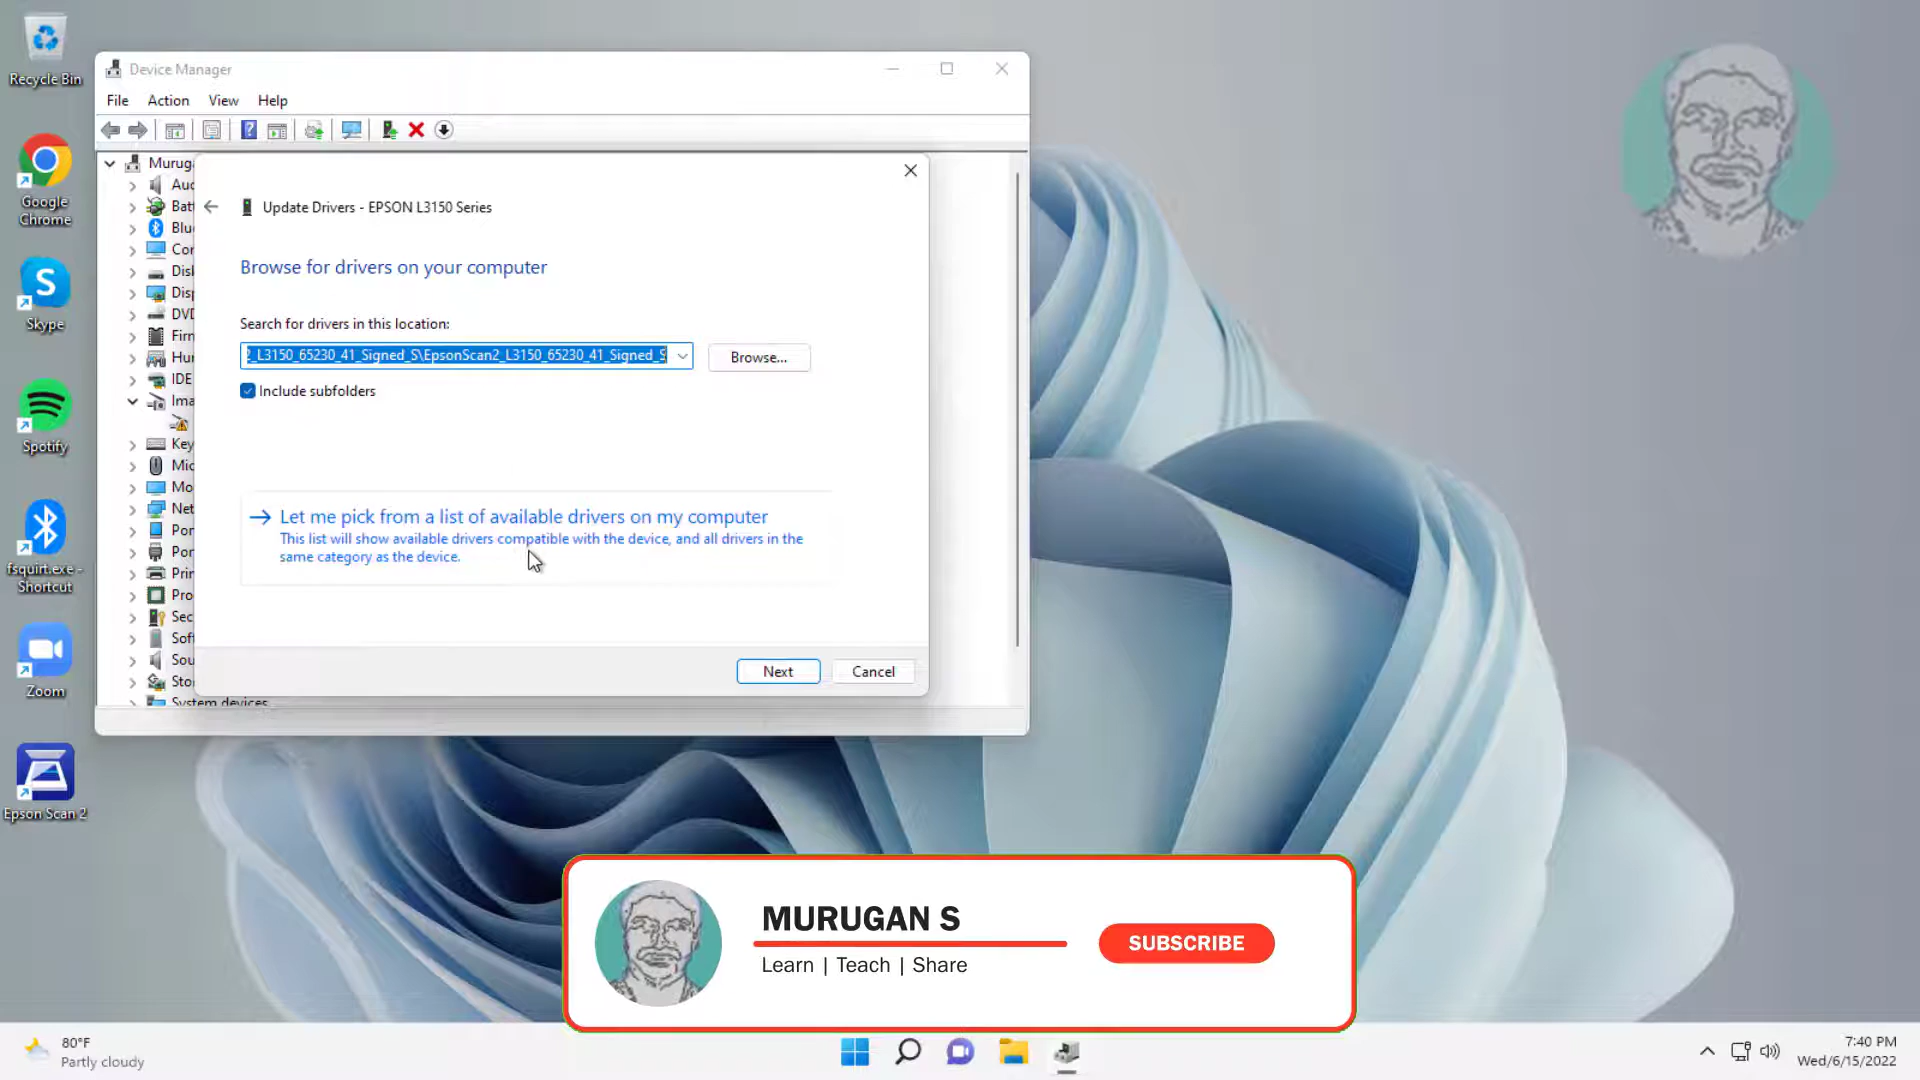 Recycle Bin
Google
Chrome
Skype
Spotify
fsquirt.exe -
Shortcut
Zoom
Epson Scan 2
Device Manager
File Action View Help
Update Drivers - EPSON L3150 Series
Browse for drivers on your computer
Search for drivers in this location:
_L3150_65230_41_Signed_S\EpsonScan2_L3150_65230_41_Signed_S
Browse...
Include subfolders
Let me pick from a list of available drivers on my computer
This list will show available drivers compatible with the device, and all drivers in the
same category as the device.
Next Cancel
System devices
MURUGAN S
Learn | Teach | Share
SUBSCRIBE
80°F
Partly cloudy
7:40 PM
Wed/6/15/2022